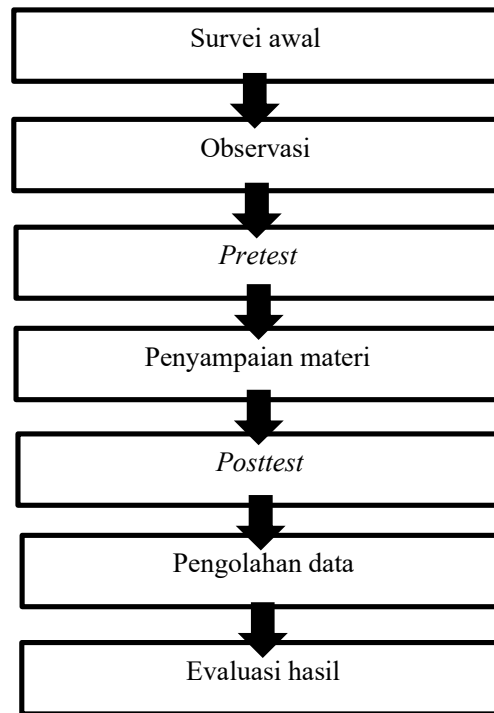 Survei awal
Observasi
Pretest
Penyampaian materi
Posttest
Pengolahan data
Evaluasi hasil